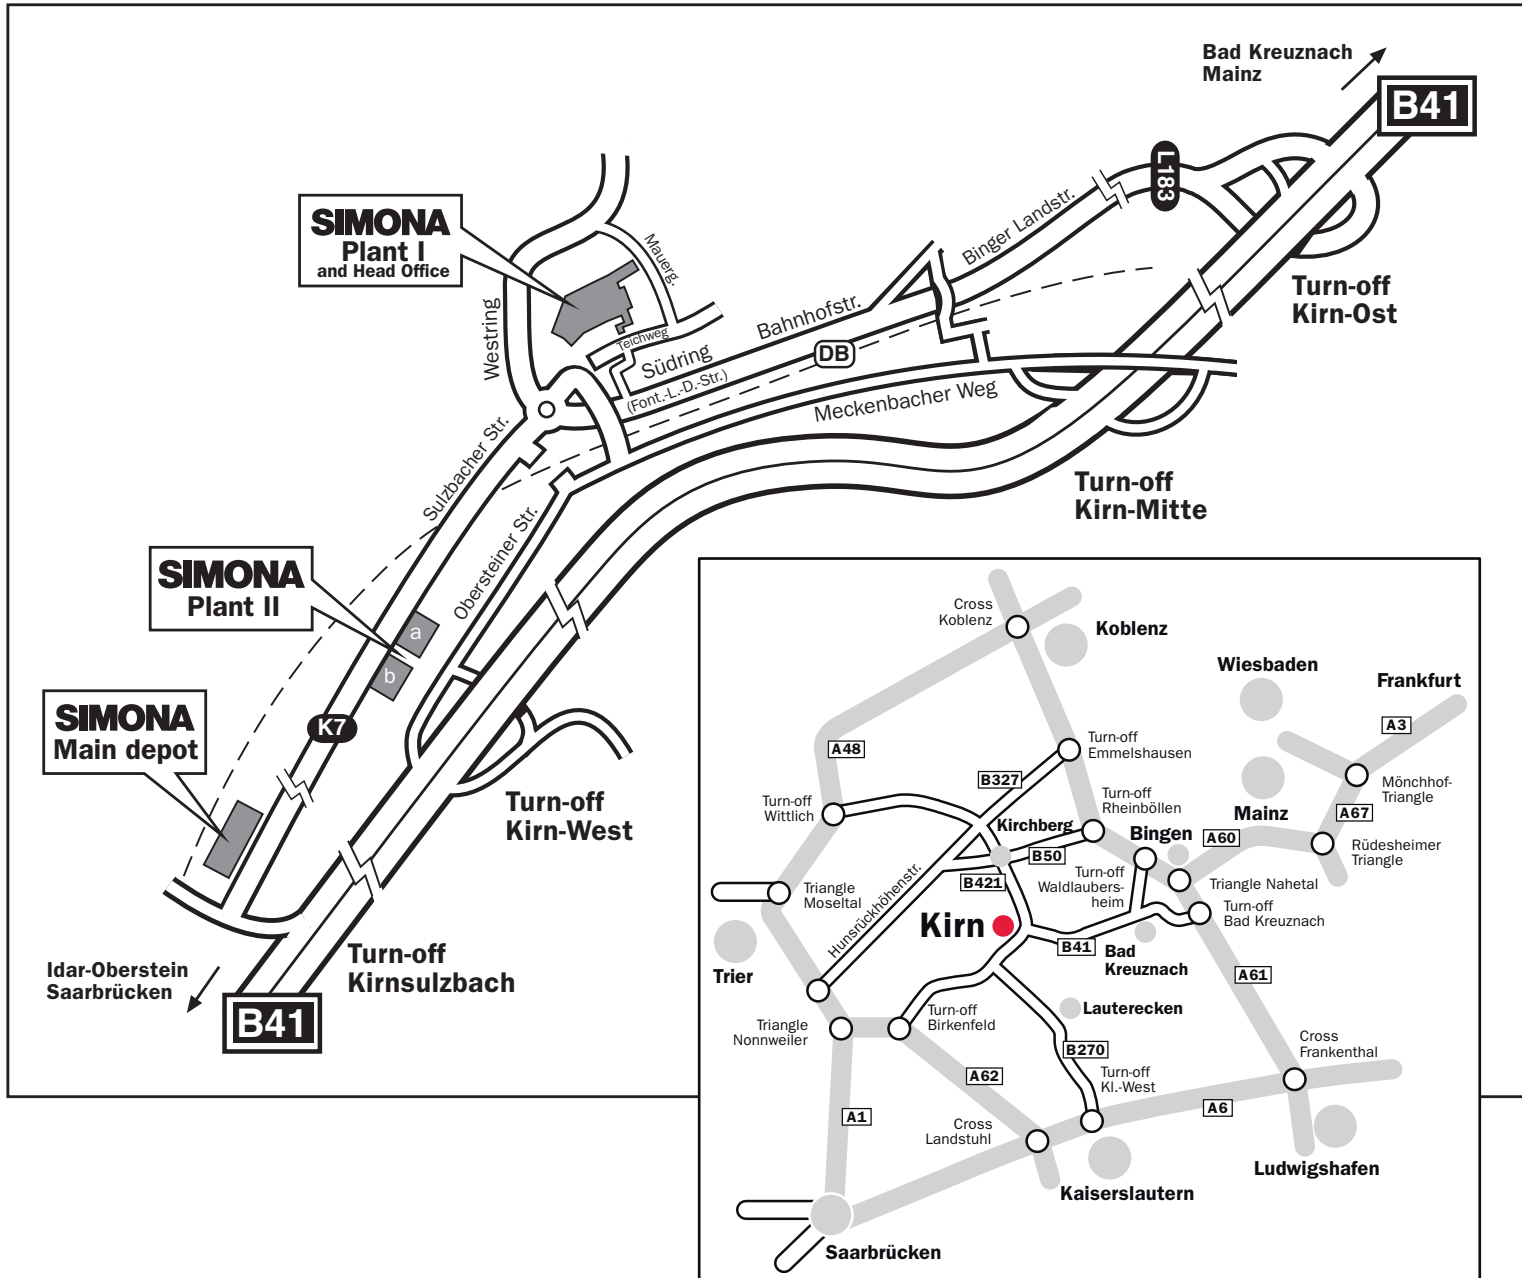 Bad Kreuznach
Mainz
B41
L183
Binger Landstr.
SIMONA
Plant I
and Head Office
Mauerg.
Westring
Teichweg
Südring
(Font.-L.-D.-Str.)
Bahnhofstr.
DB
Turn-off
Kirn-Ost
Meckenbacher Weg
Turn-off
Kirn-Mitte
Sulzbacher Str.
Obersteiner Str.
SIMONA
Plant II
a
b
SIMONA
Main depot
K7
Turn-off
Kirn-West
Turn-off
Kirnsulzbach
Idar-Oberstein
Saarbrücken
B41
Cross
Koblenz
Koblenz
Wiesbaden
Frankfurt
A3
A48
Turn-off
Emmelshausen
B327
Mönchhof-
Triangle
Turn-off
Wittlich
Turn-off
Rheinböllen
Kirchberg
Bingen
Mainz
A67
A60
Rüdesheimer
Triangle
B50
B421
Turn-off
Waldlaubers-
heim
Triangle Nahetal
Triangle
Moseltal
Hunsrückhöhenstr.
Turn-off
Bad Kreuznach
Kirn
B41
Bad
Kreuznach
Trier
A61
Lauterecken
Turn-off
Birkenfeld
Triangle
Nonnweiler
B270
Cross
Frankenthal
A62
Turn-off
Kl.-West
A6
A1
Cross
Landstuhl
Ludwigshafen
Kaiserslautern
Saarbrücken